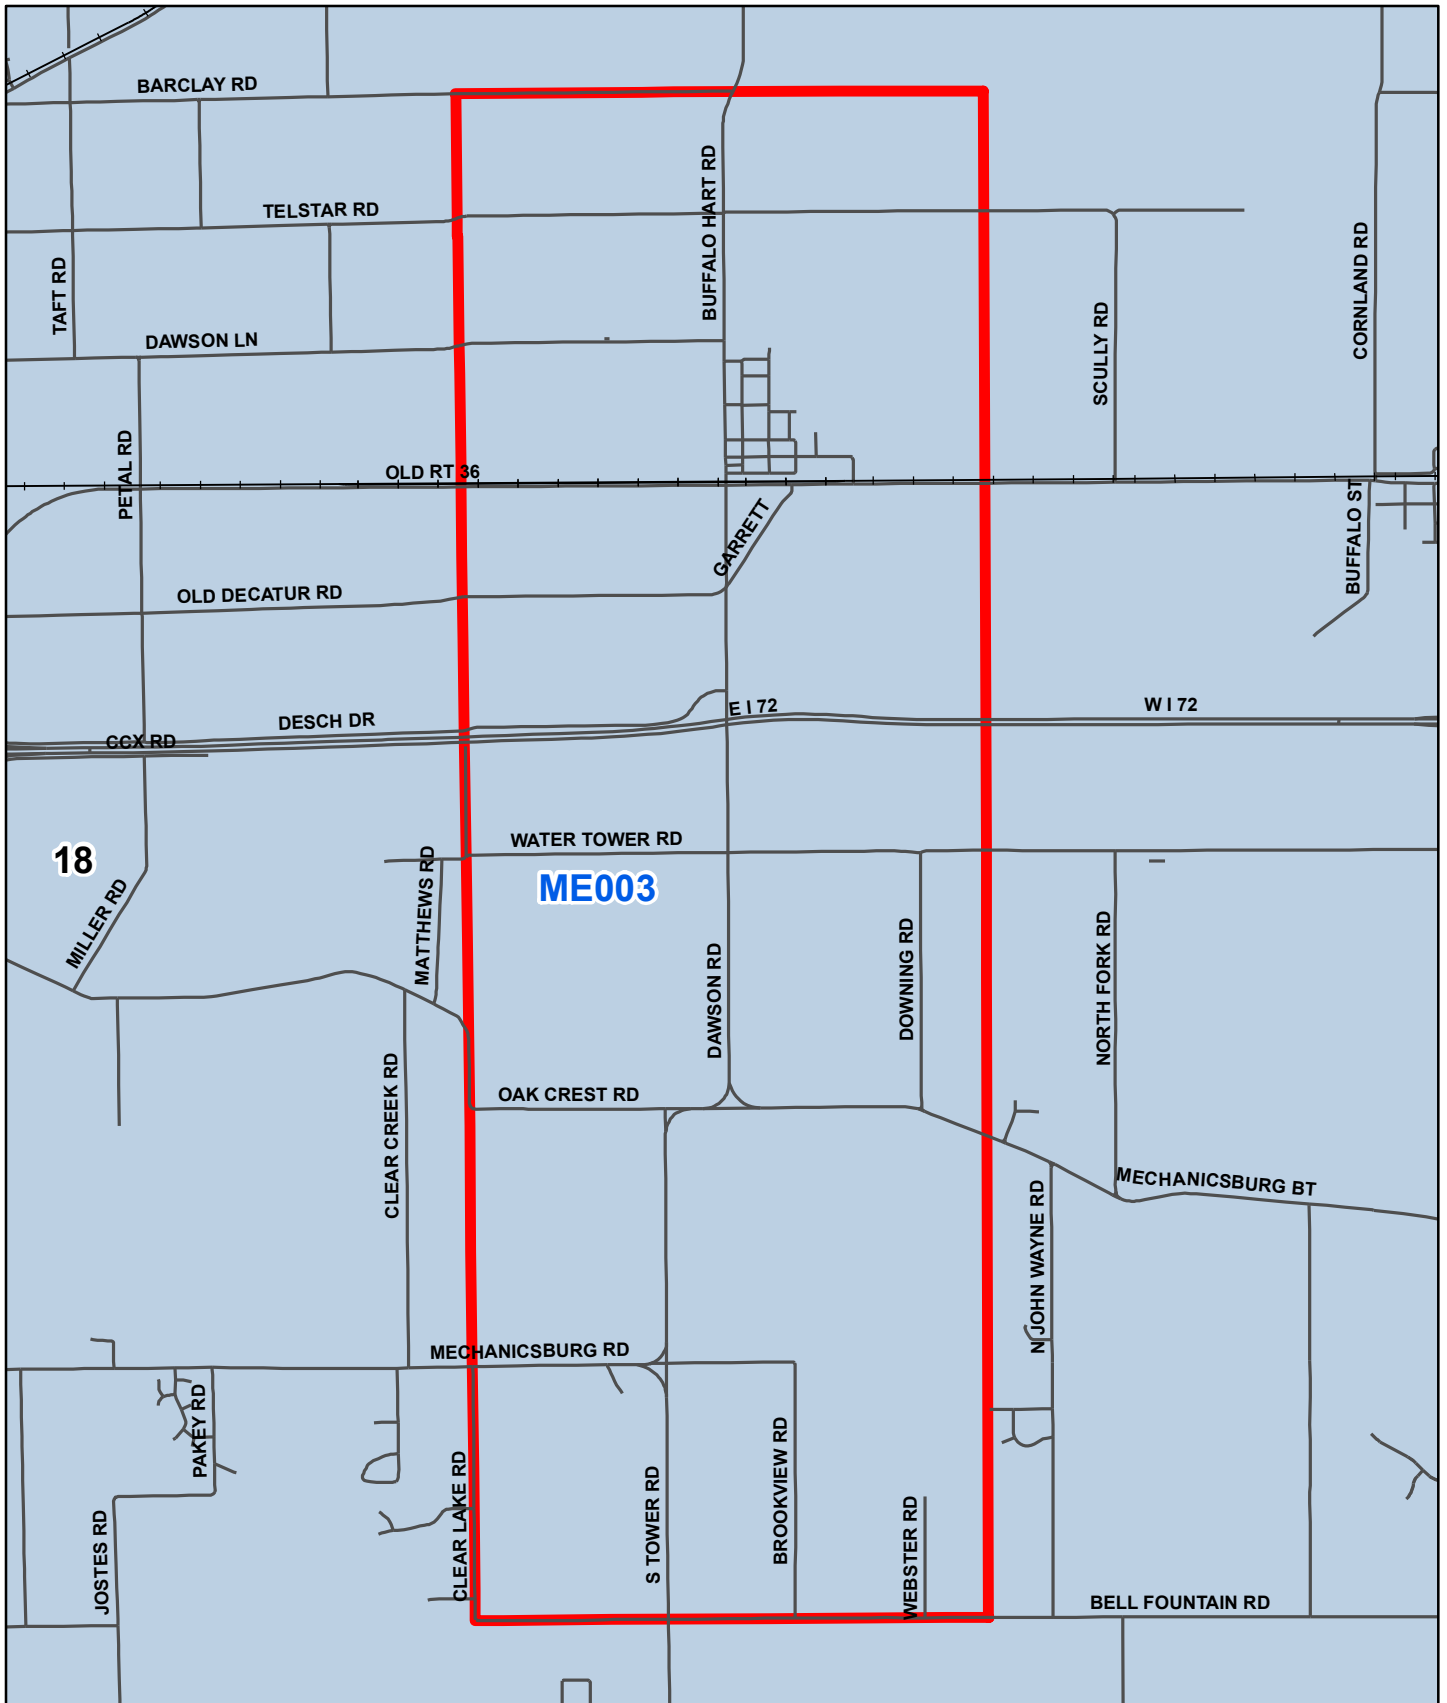 BARCLAY RD
BUFFALO HART RD
TELSTAR RD
TAFT RD
CORNLAND RD
SCULLY RD
DAWSON LN
PETAL RD
OLD RT 36
BUFFALO ST
GARRETT
OLD DECATUR RD
E I 72
W I 72
DESCH DR
CCX RD
WATER TOWER RD
18
ME003
MATTHEWS RD
MILLER RD
DAWSON RD
DOWNING RD
NORTH FORK RD
OAK CREST RD
CLEAR CREEK RD
MECHANICSBURG BT
N JOHN WAYNE RD
MECHANICSBURG RD
PAKEY RD
CLEAR LAKE RD
S TOWER RD
BROOKVIEW RD
WEBSTER RD
JOSTES RD
BELL FOUNTAIN RD